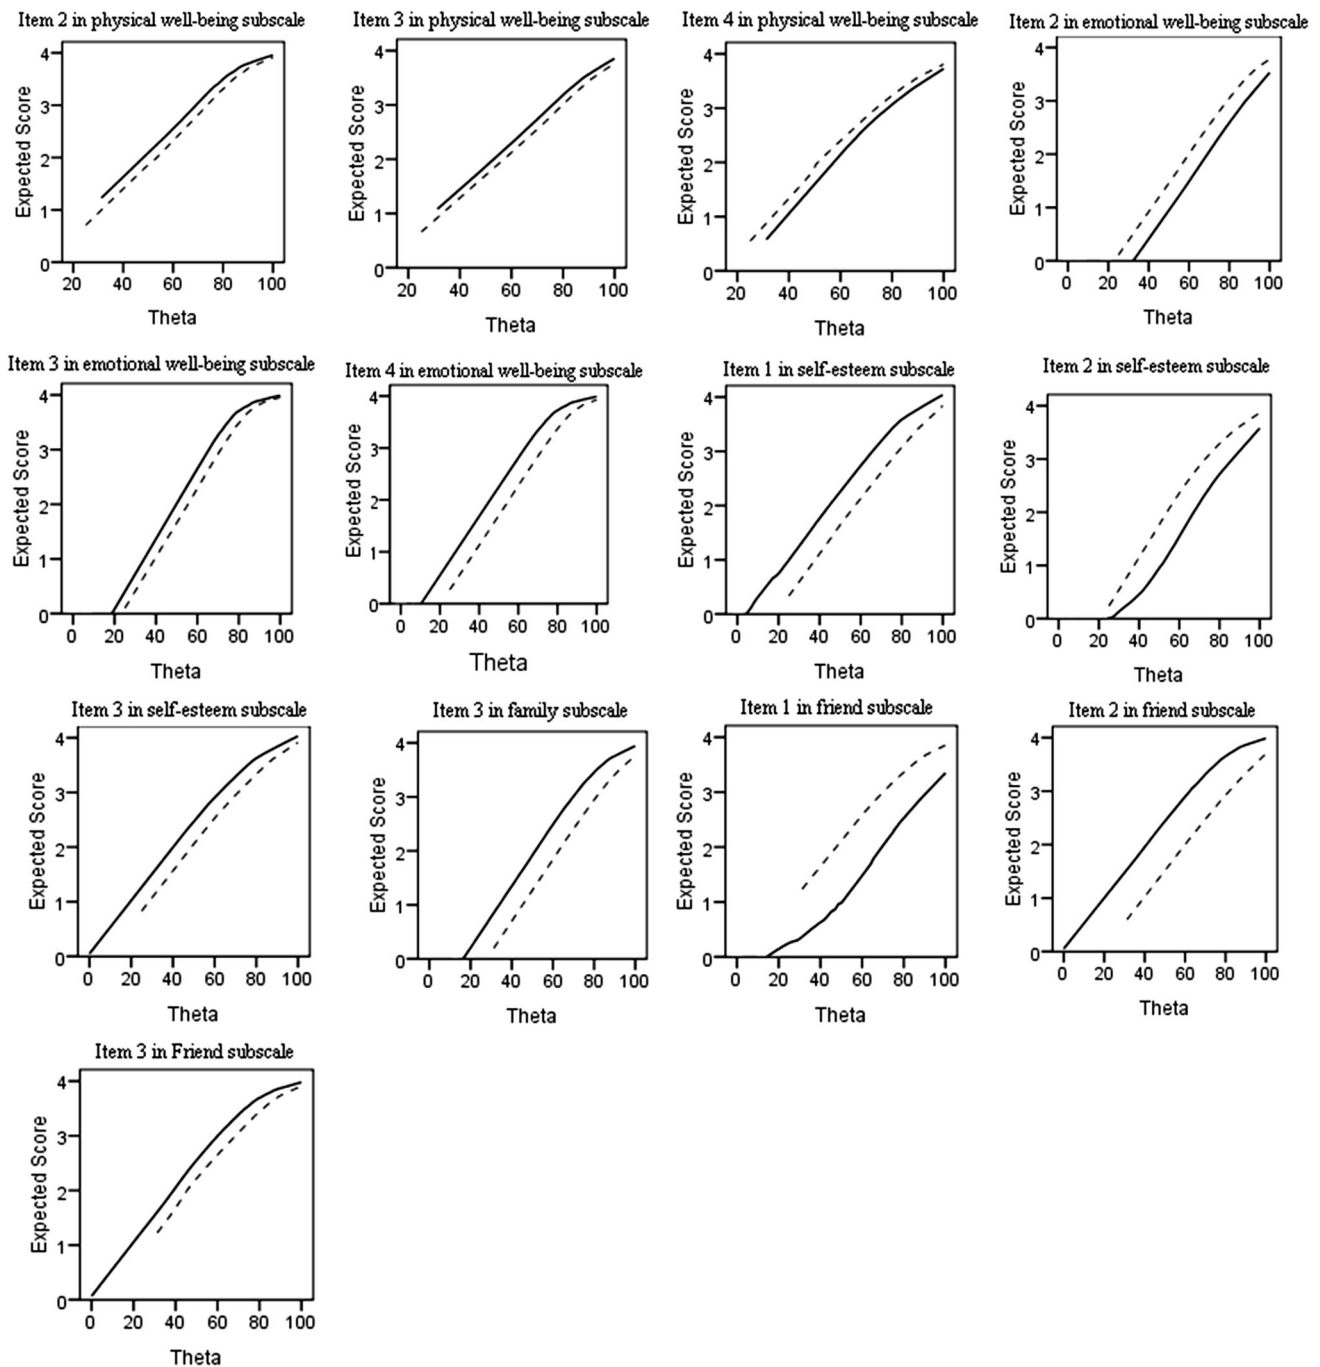 Item 2 in physical well-being subscale
Expected Score
4
3
2
1
0
20 40 60 80 100
Theta
Item 3 in physical well-being subscale
Expected Score
4
3
2
1
0
20 40 60 80 100
Theta
Item 4 in physical well-being subscale
Expected Score
4
3
2
1
0
20 40 60 80 100
Theta
Item 2 in emotional well-being subscale
Expected Score
4
3
2
1
0
0 20 40 60 80 100
Theta
Item 3 in emotional well-being subscale
Expected Score
4
3
2
1
0
0 20 40 60 80 100
Theta
Item 4 in emotional well-being subscale
Expected Score
4
3
2
1
0
0 20 40 60 80 100
Theta
Item 1 in self-esteem subscale
Expected Score
4
3
2
1
0
0 20 40 60 80 100
Theta
Item 2 in self-esteem subscale
Expected Score
4
3
2
1
0
0 20 40 60 80 100
Theta
Item 3 in self-esteem subscale
Expected Score
4
3
2
1
0
0 20 40 60 80 100
Theta
Item 3 in family subscale
Expected Score
4
3
2
1
0
0 20 40 60 80 100
Theta
Item 1 in friend subscale
Expected Score
4
3
2
1
0
0 20 40 60 80 100
Theta
Item 2 in friend subscale
Expected Score
4
3
2
1
0
0 20 40 60 80 100
Theta
Item 3 in Friend subscale
Expected Score
4
3
2
1
0
0 20 40 60 80 100
Theta